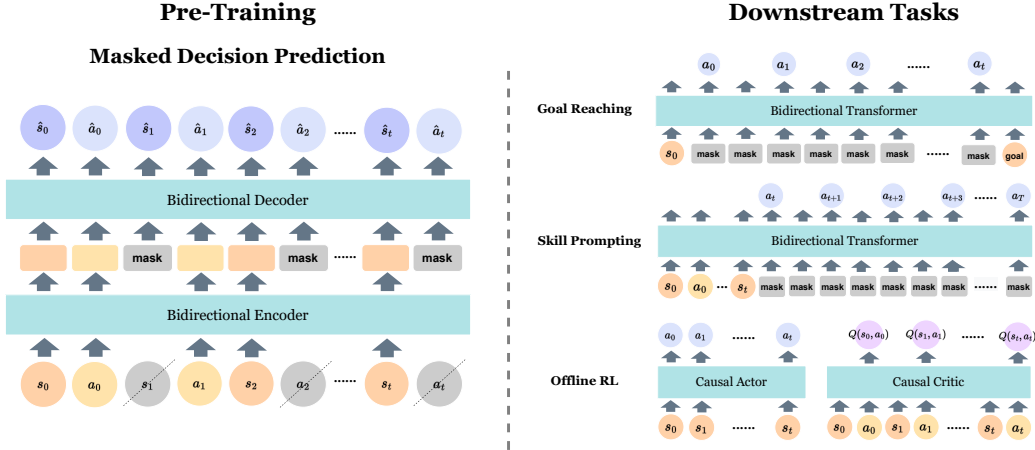 Pre-Training
Masked Decision Prediction
ŝ₀ â₀ ŝ₁ â₁ ŝ₂ â₂ ...... ŝₜ âₜ
Bidirectional Decoder
mask mask ...... mask
Bidirectional Encoder
s₀ a₀ s₁ a₁ s₂ a₂ ...... sₜ aₜ
Downstream Tasks
a₀ a₁ a₂ ...... aₜ
Goal Reaching
Bidirectional Transformer
s₀ mask mask mask mask mask mask ...... mask goal
aₜ aₜ₊₁ aₜ₊₂ aₜ₊₃ ...... a_T
Skill Prompting
Bidirectional Transformer
s₀ a₀ ... sₜ mask mask mask mask mask mask mask ...... mask
a₀ a₁ ...... aₜ
Q(s₀, a₀) Q(s₁, a₁) ...... Q(sₜ, aₜ)
Offline RL
Causal Actor
Causal Critic
s₀ s₁ ...... sₜ
s₀ a₀ s₁ a₁ ...... sₜ aₜ